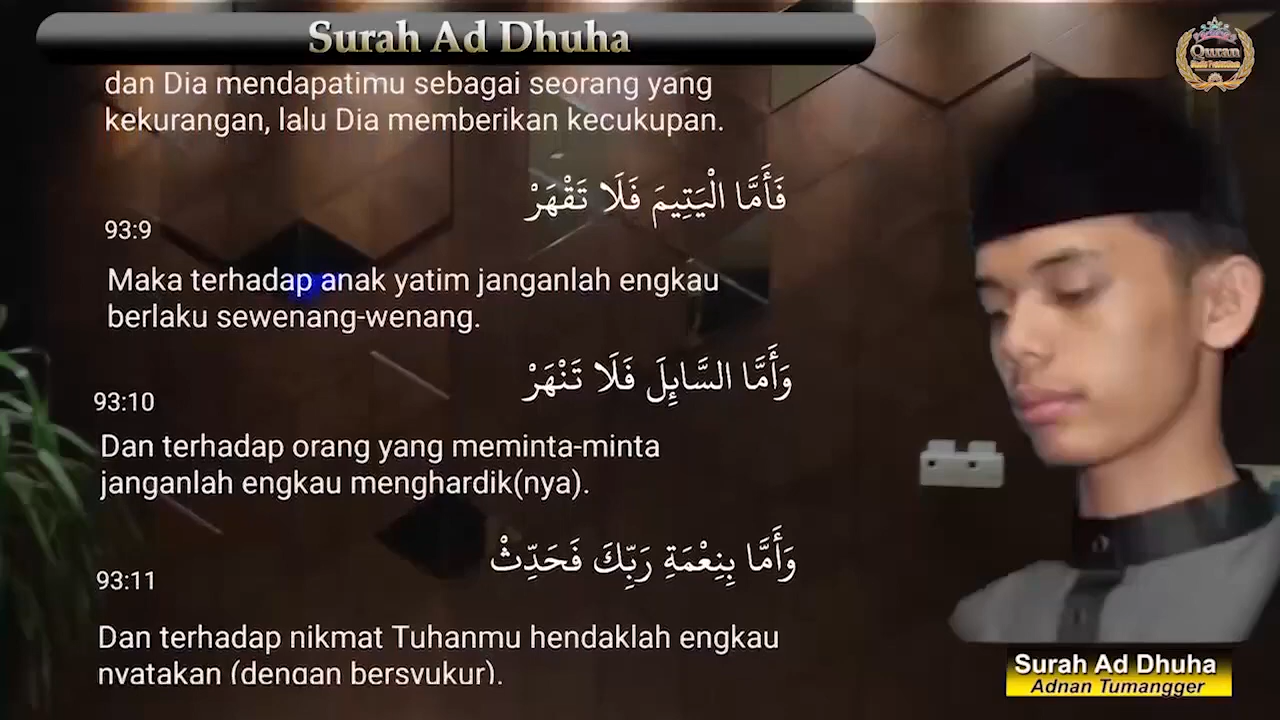 Surah Ad Dhuha
Quran
dan Dia mendapatimu sebagai seorang yang
kekurangan, lalu Dia memberikan kecukupan.
فَأَمَّا الْيَتِيمَ فَلَا تَقْهَرْ
93:9
Maka terhadap anak yatim janganlah engkau
berlaku sewenang-wenang.
وَأَمَّا السَّائِلَ فَلَا تَنْهَرْ
93:10
Dan terhadap orang yang meminta-minta
janganlah engkau menghardik(nya).
وَأَمَّا بِنِعْمَةِ رَبِّكَ فَحَدِّثْ
93:11
Dan terhadap nikmat Tuhanmu hendaklah engkau
nyatakan (dengan bersyukur).
Surah Ad Dhuha
Adnan Tumangger